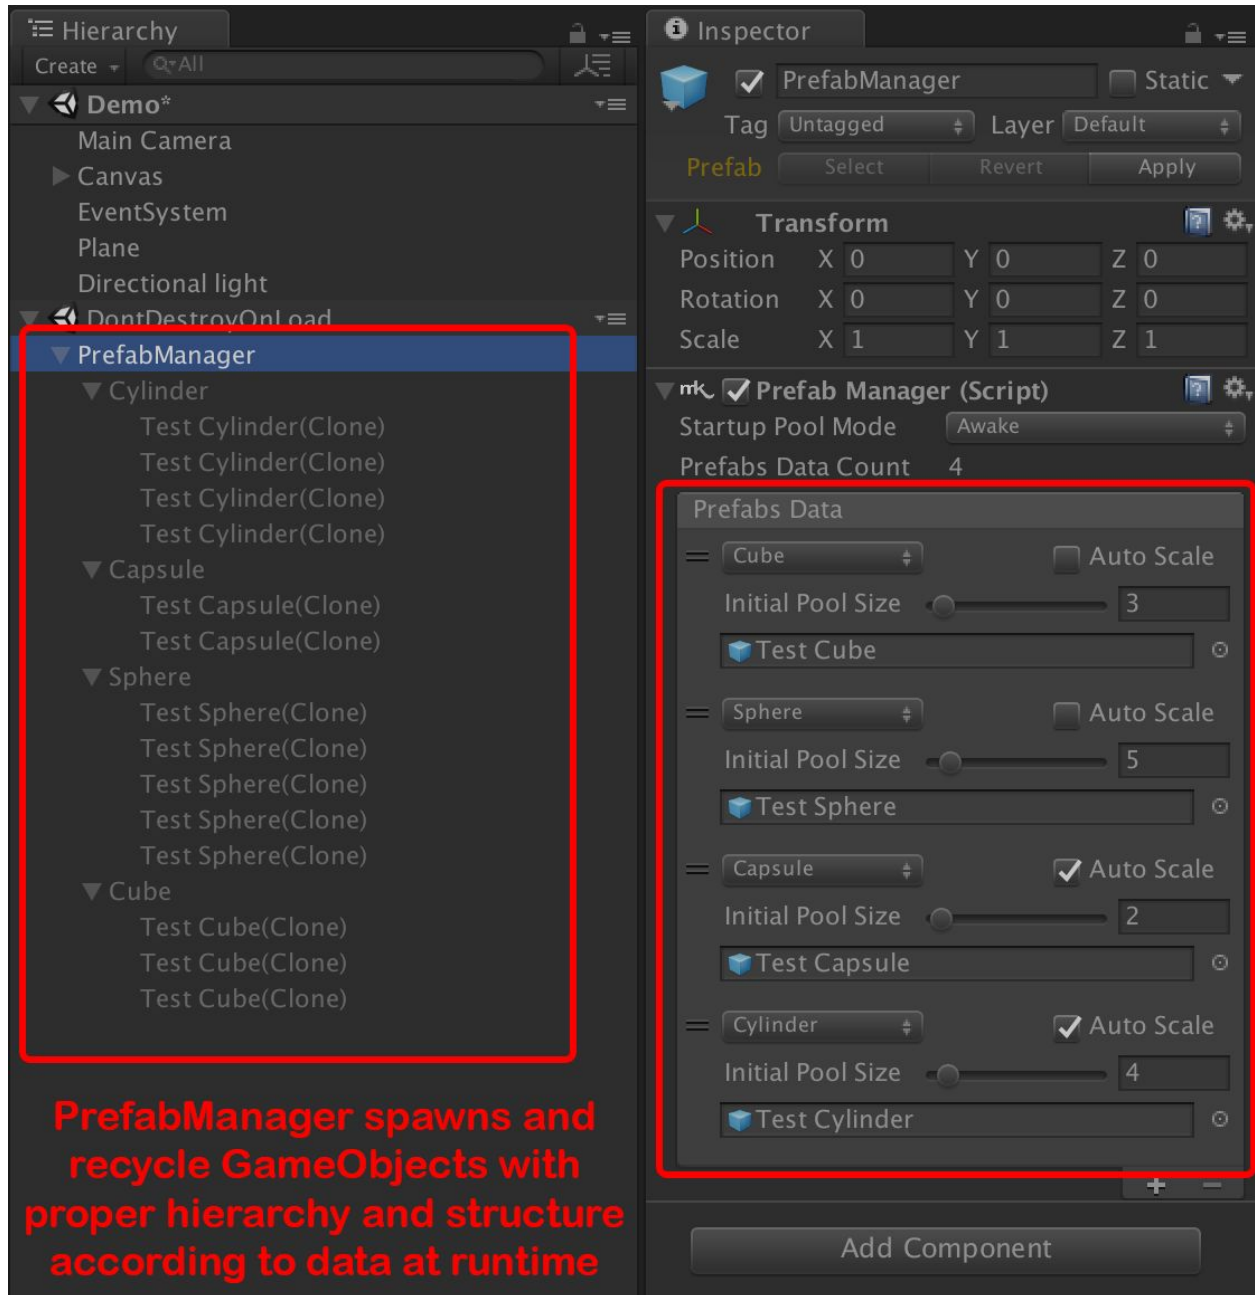 Hierarchy
Create All
Demo*
Main Camera
Canvas
EventSystem
Plane
Directional light
DontDestroyOnLoad
PrefabManager
Cylinder
Test Cylinder(Clone)
Test Cylinder(Clone)
Test Cylinder(Clone)
Test Cylinder(Clone)
Capsule
Test Capsule(Clone)
Test Capsule(Clone)
Sphere
Test Sphere(Clone)
Test Sphere(Clone)
Test Sphere(Clone)
Test Sphere(Clone)
Test Sphere(Clone)
Cube
Test Cube(Clone)
Test Cube(Clone)
Test Cube(Clone)
PrefabManager spawns and
recycle GameObjects with
proper hierarchy and structure
according to data at runtime
Inspector
PrefabManager Static
Tag Untagged Layer Default
Prefab Select Revert Apply
Transform
Position X 0 Y 0 Z 0
Rotation X 0 Y 0 Z 0
Scale X 1 Y 1 Z 1
mk Prefab Manager (Script)
Startup Pool Mode Awake
Prefabs Data Count 4
Prefabs Data
Cube Auto Scale
Initial Pool Size 3
Test Cube
Sphere Auto Scale
Initial Pool Size 5
Test Sphere
Capsule Auto Scale
Initial Pool Size 2
Test Capsule
Cylinder Auto Scale
Initial Pool Size 4
Test Cylinder
+ −
Add Component